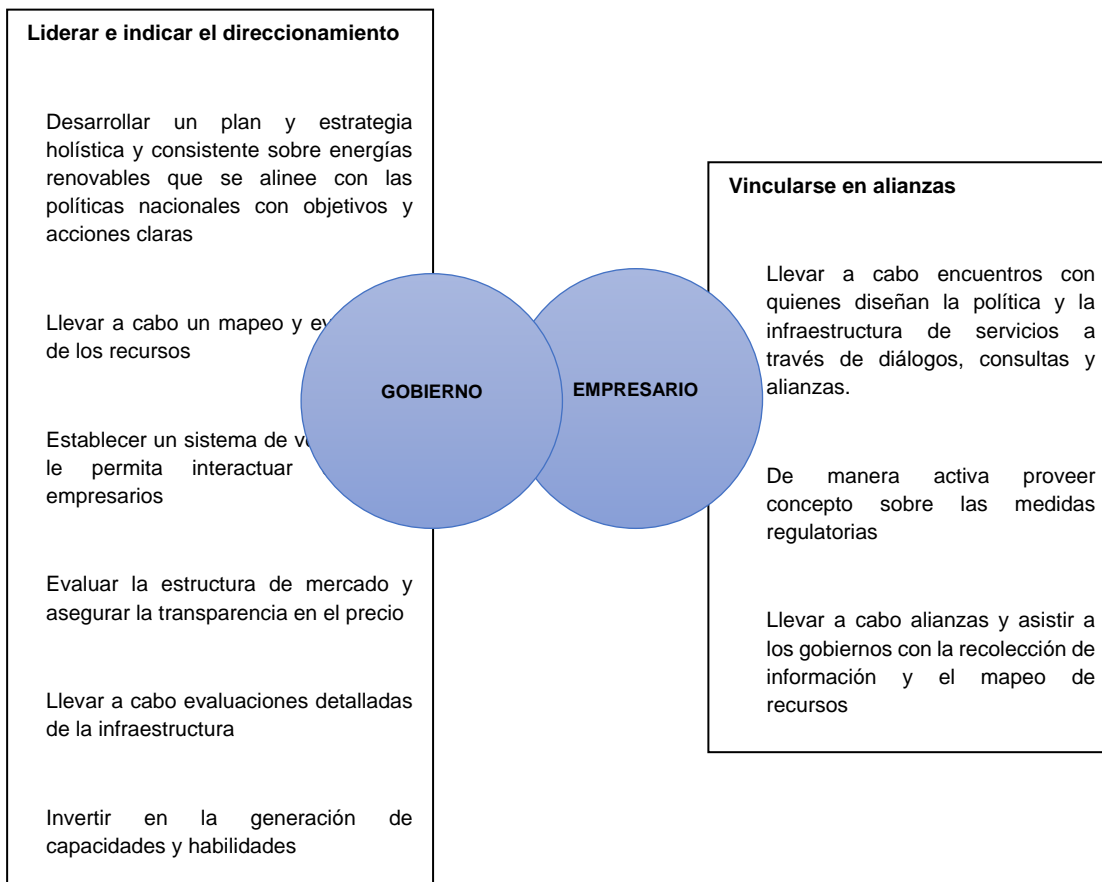 Liderar e indicar el direccionamiento
Desarrollar un plan y estrategia
holística y consistente sobre energías
renovables que se alinee con las
políticas nacionales con objetivos y
acciones claras
Llevar a cabo un mapeo y
de los recursos
Establecer un sistema de
le permita interactuar
empresarios
Evaluar la estructura de mercado y
asegurar la transparencia en el precio
Llevar a cabo evaluaciones detalladas
de la infraestructura
Invertir en la generación de
capacidades y habilidades
GOBIERNO
EMPRESARIO
Vincularse en alianzas
Llevar a cabo encuentros con
quienes diseñan la política y la
infraestructura de servicios a
través de diálogos, consultas y
alianzas.
De manera activa proveer
concepto sobre las medidas
regulatorias
Llevar a cabo alianzas y asistir a
los gobiernos con la recolección de
información y el mapeo de
recursos